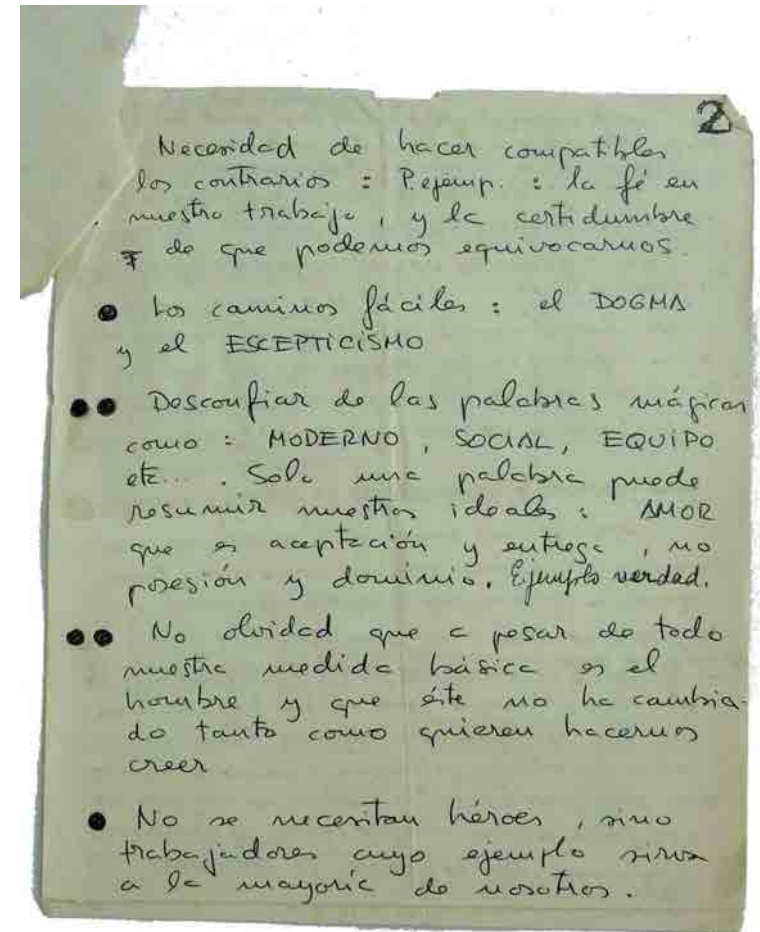 2
Necesidad de hacer compatibles
los contrarios : P.ejemp. : la fé en
nuestro trabajo, y la certidumbre
de que podemos equivocarnos.
● Los caminos fáciles : el DOGMA
y el ESCEPTICISMO
●● Desconfiar de las palabras mágicas
como : MODERNO, SOCIAL, EQUIPO
etc... . Solo una palabra puede
resumir nuestros ideales : AMOR
que es aceptación y entrega, no
posesión y dominio. Ejemplo verdad.
●● No olvidad que a pesar de todo
nuestra medida básica es el
hombre y que éste no ha cambia-
do tanto como quieren hacernos
creer
● No se necesitan héroes, sino
trabajadores cuyo ejemplo sirva
a la mayoría de nosotros.